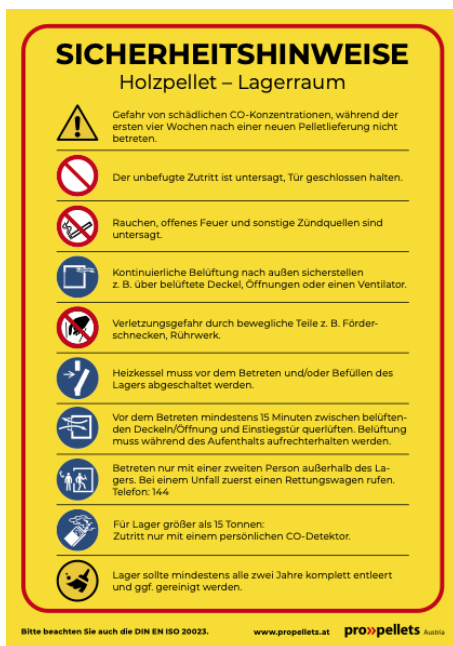 SICHERHEITSHINWEISE
Holzpellet – Lagerraum
Gefahr von schädlichen CO-Konzentrationen, während der
ersten vier Wochen nach einer neuen Pelletlieferung nicht
betreten.
Der unbefugte Zutritt ist untersagt, Tür geschlossen halten.
Rauchen, offenes Feuer und sonstige Zündquellen sind
untersagt.
Kontinuierliche Belüftung nach außen sicherstellen
z. B. über belüftete Deckel, Öffnungen oder einen Ventilator.
Verletzungsgefahr durch bewegliche Teile z. B. Förder-
schnecken, Rührwerk.
Heizkessel muss vor dem Betreten und/oder Befüllen des
Lagers abgeschaltet werden.
Vor dem Betreten mindestens 15 Minuten zwischen belüften-
den Deckeln/Öffnung und Einstiegstür querlüften. Belüftung
muss während des Aufenthalts aufrechterhalten werden.
Betreten nur mit einer zweiten Person außerhalb des La-
gers. Bei einem Unfall zuerst einen Rettungswagen rufen.
Telefon: 144
Für Lager größer als 15 Tonnen:
Zutritt nur mit einem persönlichen CO-Detektor.
Lager sollte mindestens alle zwei Jahre komplett entleert
und ggf. gereinigt werden.
Bitte beachten Sie auch die DIN EN ISO 20023. www.propellets.at pro»pellets Austria